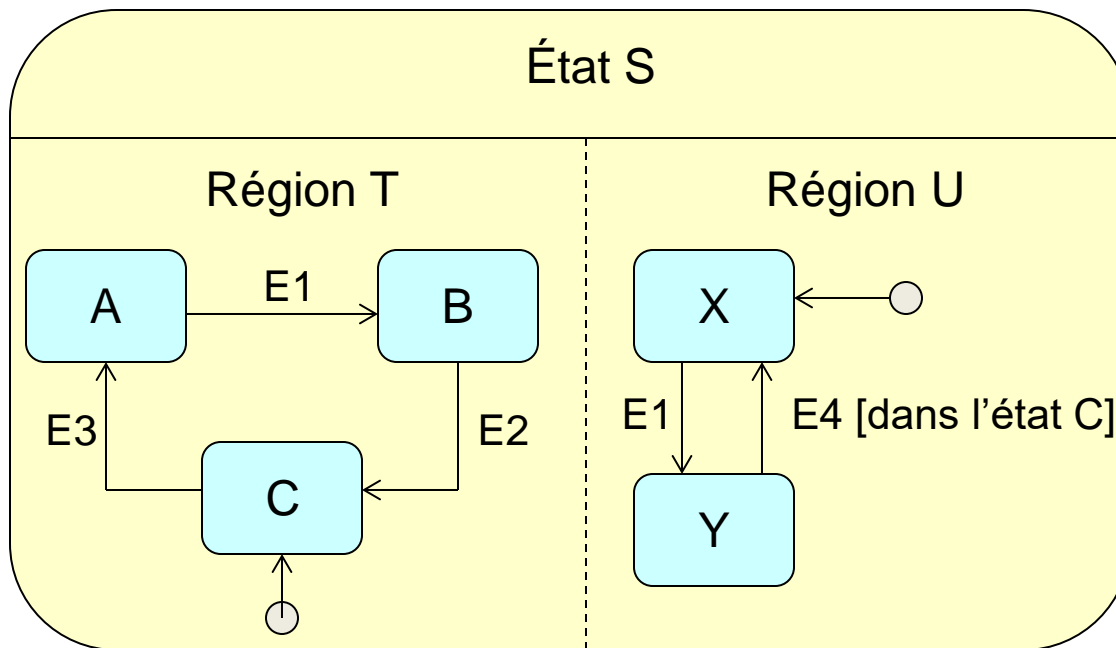 État S
Région T
Région U
A
E1
B
X
E3
E2
E1
E4 [dans l’état C]
C
Y